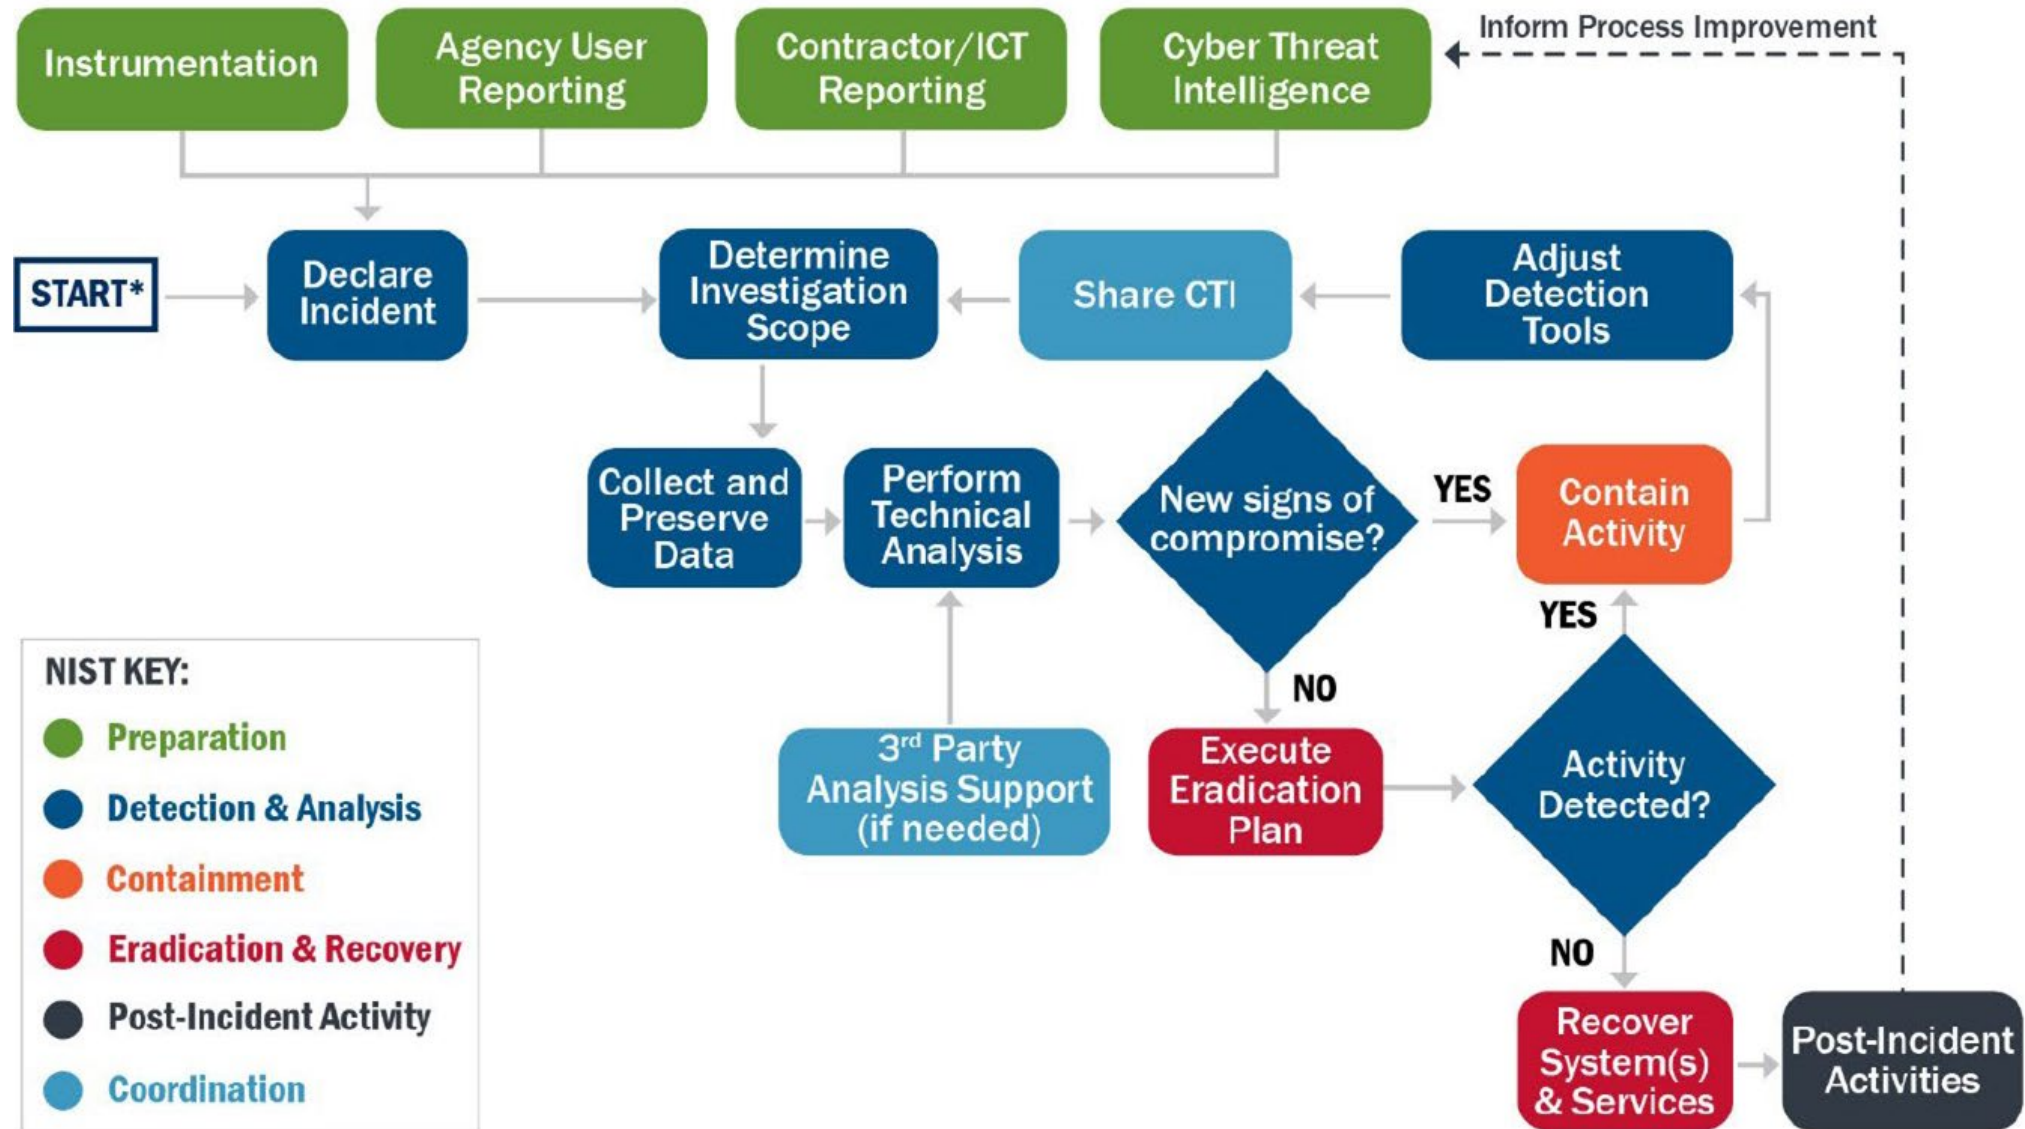 Instrumentation
Agency User
Reporting
Contractor/ICT
Reporting
Cyber Threat
Intelligence
Inform Process Improvement
START*
Declare
Incident
Determine
Investigation
Scope
Share CTI
Adjust
Detection
Tools
Collect and
Preserve
Data
Perform
Technical
Analysis
New signs of
compromise?
YES
Contain
Activity
YES
NO
3rd Party
Analysis Support
(if needed)
Execute
Eradication
Plan
Activity
Detected?
NO
Recover
System(s)
& Services
Post-Incident
Activities
NIST KEY:
Preparation
Detection & Analysis
Containment
Eradication & Recovery
Post-Incident Activity
Coordination